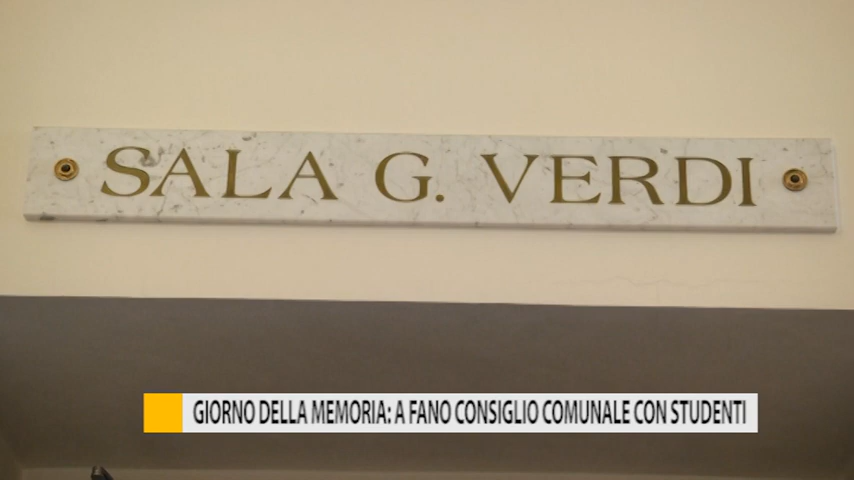 SALA G. VERDI
GIORNO DELLA MEMORIA: A FANO CONSIGLIO COMUNALE CON STUDENTI